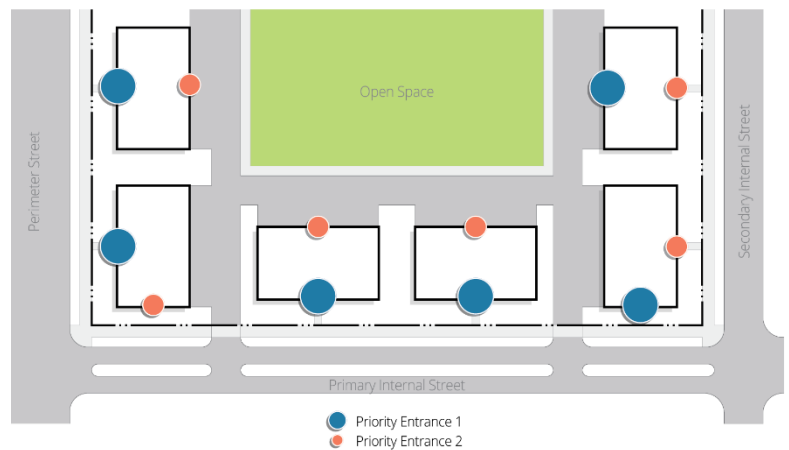 Open Space
Perimeter Street
Secondary Internal Street
Primary Internal Street
Priority Entrance 1
Priority Entrance 2